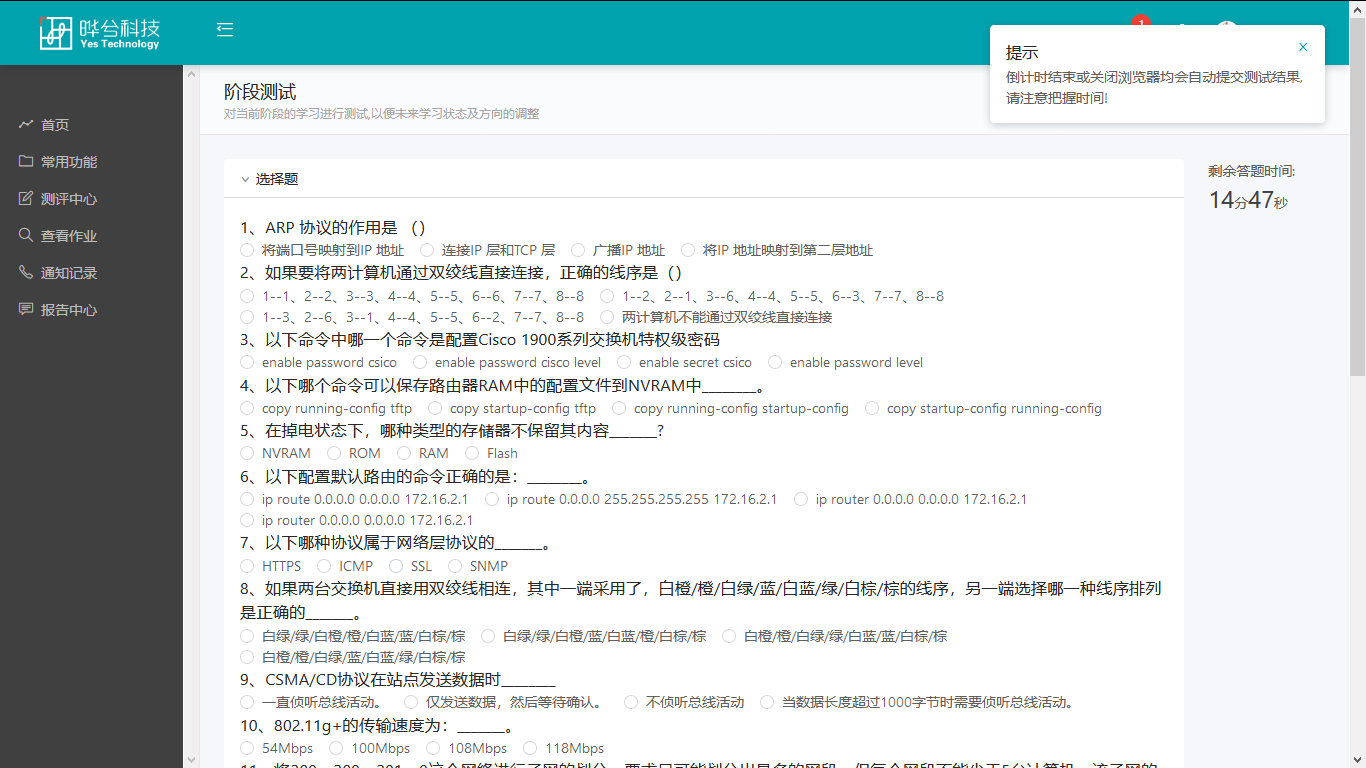 晔兮科技
Yes Technology
1
提示
倒计时结束或关闭浏览器均会自动提交测试结果,
请注意把握时间!
首页
常用功能
测评中心
查看作业
通知记录
报告中心
阶段测试
对当前阶段的学习进行测试,以便未来学习状态及方向的调整
剩余答题时间:
14分47秒
选择题
1、ARP 协议的作用是 （）
将端口号映射到IP 地址 连接IP 层和TCP 层 广播IP 地址 将IP 地址映射到第二层地址
2、如果要将两计算机通过双绞线直接连接，正确的线序是（）
1--1、2--2、3--3、4--4、5--5、6--6、7--7、8--8 1--2、2--1、3--6、4--4、5--5、6--3、7--7、8--8
1--3、2--6、3--1、4--4、5--5、6--2、7--7、8--8 两计算机不能通过双绞线直接连接
3、以下命令中哪一个命令是配置Cisco 1900系列交换机特权级密码
enable password csico enable password cisco level enable secret csico enable password level
4、以下哪个命令可以保存路由器RAM中的配置文件到NVRAM中________。
copy running-config tftp copy startup-config tftp copy running-config startup-config copy startup-config running-config
5、在掉电状态下，哪种类型的存储器不保留其内容_______?
NVRAM ROM RAM Flash
6、以下配置默认路由的命令正确的是：________。
ip route 0.0.0.0 0.0.0.0 172.16.2.1 ip route 0.0.0.0 255.255.255.255 172.16.2.1 ip router 0.0.0.0 0.0.0.0 172.16.2.1
ip router 0.0.0.0 0.0.0.0 172.16.2.1
7、以下哪种协议属于网络层协议的_______。
HTTPS ICMP SSL SNMP
8、如果两台交换机直接用双绞线相连，其中一端采用了，白橙/橙/白绿/蓝/白蓝/绿/白棕/棕的线序，另一端选择哪一种线序排列
是正确的_______。
白绿/绿/白橙/橙/白蓝/蓝/白棕/棕 白绿/绿/白橙/蓝/白蓝/橙/白棕/棕 白橙/橙/白绿/绿/白蓝/蓝/白棕/棕
白橙/橙/白绿/蓝/白蓝/绿/白棕/棕
9、CSMA/CD协议在站点发送数据时________
一直侦听总线活动。 仅发送数据，然后等待确认。 不侦听总线活动 当数据长度超过1000字节时需要侦听总线活动。
10、802.11g+的传输速度为：_______。
54Mbps 100Mbps 108Mbps 118Mbps